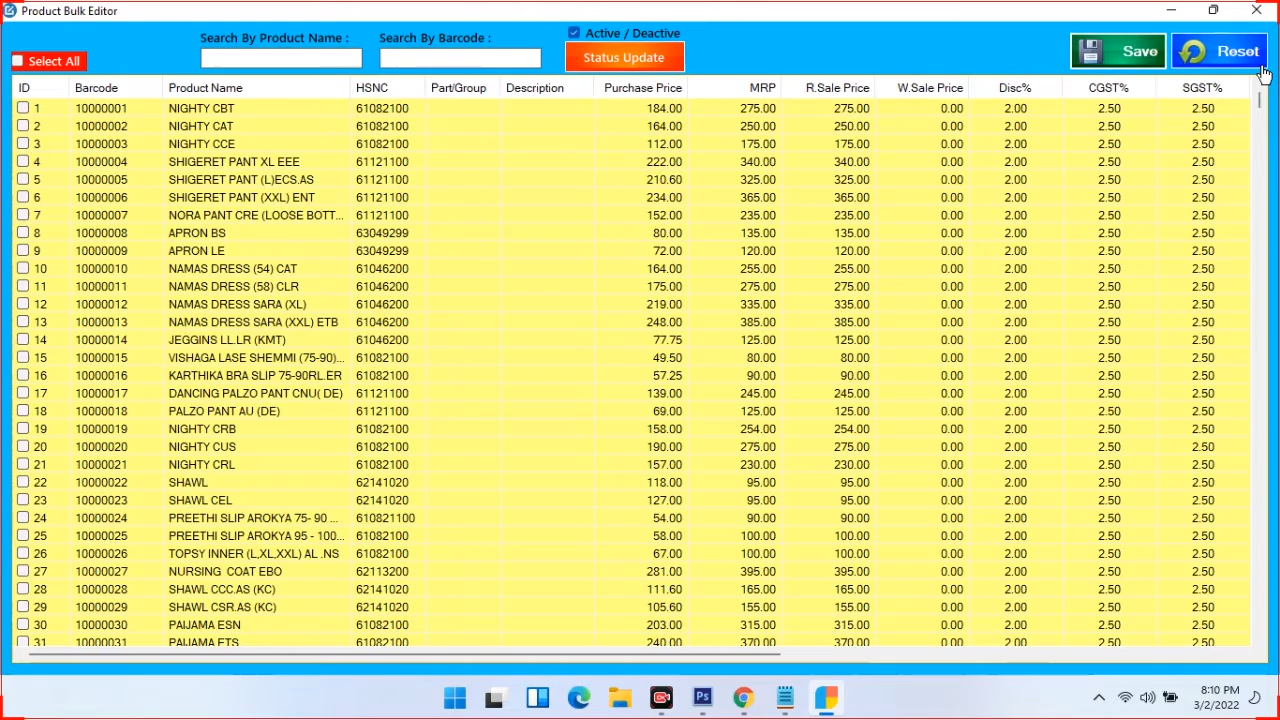 Product Bulk Editor
Search By Product Name :
Search By Barcode :
Active / Deactive
Select All
Status Update
Save
Reset
ID Barcode Product Name HSNC Part/Group Description Purchase Price MRP R.Sale Price W.Sale Price Disc% CGST% SGST%
1 10000001 NIGHTY CBT 61082100 184.00 275.00 275.00 0.00 2.00 2.50 2.50
2 10000002 NIGHTY CAT 61082100 164.00 250.00 250.00 0.00 2.00 2.50 2.50
3 10000003 NIGHTY CCE 61082100 112.00 175.00 175.00 0.00 2.00 2.50 2.50
4 10000004 SHIGERET PANT XL EEE 61121100 222.00 340.00 340.00 0.00 2.00 2.50 2.50
5 10000005 SHIGERET PANT (L)ECS.AS 61121100 210.60 325.00 325.00 0.00 2.00 2.50 2.50
6 10000006 SHIGERET PANT (XXL) ENT 61121100 234.00 365.00 365.00 0.00 2.00 2.50 2.50
7 10000007 NORA PANT CRE (LOOSE BOTT... 61121100 152.00 235.00 235.00 0.00 2.00 2.50 2.50
8 10000008 APRON BS 63049299 80.00 135.00 135.00 0.00 2.00 2.50 2.50
9 10000009 APRON LE 63049299 72.00 120.00 120.00 0.00 2.00 2.50 2.50
10 10000010 NAMAS DRESS (54) CAT 61046200 164.00 255.00 255.00 0.00 2.00 2.50 2.50
11 10000011 NAMAS DRESS (58) CLR 61046200 175.00 275.00 275.00 0.00 2.00 2.50 2.50
12 10000012 NAMAS DRESS SARA (XL) 61046200 219.00 335.00 335.00 0.00 2.00 2.50 2.50
13 10000013 NAMAS DRESS SARA (XXL) ETB 61046200 248.00 385.00 385.00 0.00 2.00 2.50 2.50
14 10000014 JEGGINS LL.LR (KMT) 61046200 77.75 125.00 125.00 0.00 2.00 2.50 2.50
15 10000015 VISHAGA LASE SHEMMI (75-90)... 61082100 49.50 80.00 80.00 0.00 2.00 2.50 2.50
16 10000016 KARTHIKA BRA SLIP 75-90RL.ER 61082100 57.25 90.00 90.00 0.00 2.00 2.50 2.50
17 10000017 DANCING PALZO PANT CNU( DE) 61121100 139.00 245.00 245.00 0.00 2.00 2.50 2.50
18 10000018 PALZO PANT AU (DE) 61121100 69.00 125.00 125.00 0.00 2.00 2.50 2.50
19 10000019 NIGHTY CRB 61082100 158.00 254.00 254.00 0.00 2.00 2.50 2.50
20 10000020 NIGHTY CUS 61082100 190.00 275.00 275.00 0.00 2.00 2.50 2.50
21 10000021 NIGHTY CRL 61082100 157.00 230.00 230.00 0.00 2.00 2.50 2.50
22 10000022 SHAWL 62141020 118.00 95.00 95.00 0.00 2.00 2.50 2.50
23 10000023 SHAWL CEL 62141020 127.00 95.00 95.00 0.00 2.00 2.50 2.50
24 10000024 PREETHI SLIP AROKYA 75- 90 ... 610821100 54.00 90.00 90.00 0.00 2.00 2.50 2.50
25 10000025 PREETHI SLIP AROKYA 95 - 100... 61082100 58.00 100.00 100.00 0.00 2.00 2.50 2.50
26 10000026 TOPSY INNER (L,XL,XXL) AL .NS 61082100 67.00 100.00 100.00 0.00 2.00 2.50 2.50
27 10000027 NURSING COAT EBO 62113200 281.00 395.00 395.00 0.00 2.00 2.50 2.50
28 10000028 SHAWL CCC.AS (KC) 62141020 111.60 165.00 165.00 0.00 2.00 2.50 2.50
29 10000029 SHAWL CSR.AS (KC) 62141020 105.60 155.00 155.00 0.00 2.00 2.50 2.50
30 10000030 PAIJAMA ESN 61082100 203.00 315.00 315.00 0.00 2.00 2.50 2.50
31 10000031 PAIJAMA ETS 61082100 240.00 370.00 370.00 0.00 2.00 2.50 2.50
Ps
8:10 PM
3/2/2022